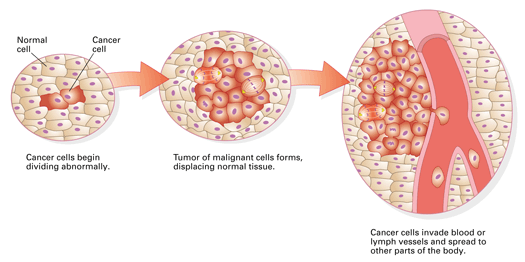 Normal
cell
Cancer
cell
Cancer cells begin
dividing abnormally.
Tumor of malignant cells forms,
displacing normal tissue.
Cancer cells invade blood or
lymph vessels and spread to
other parts of the body.